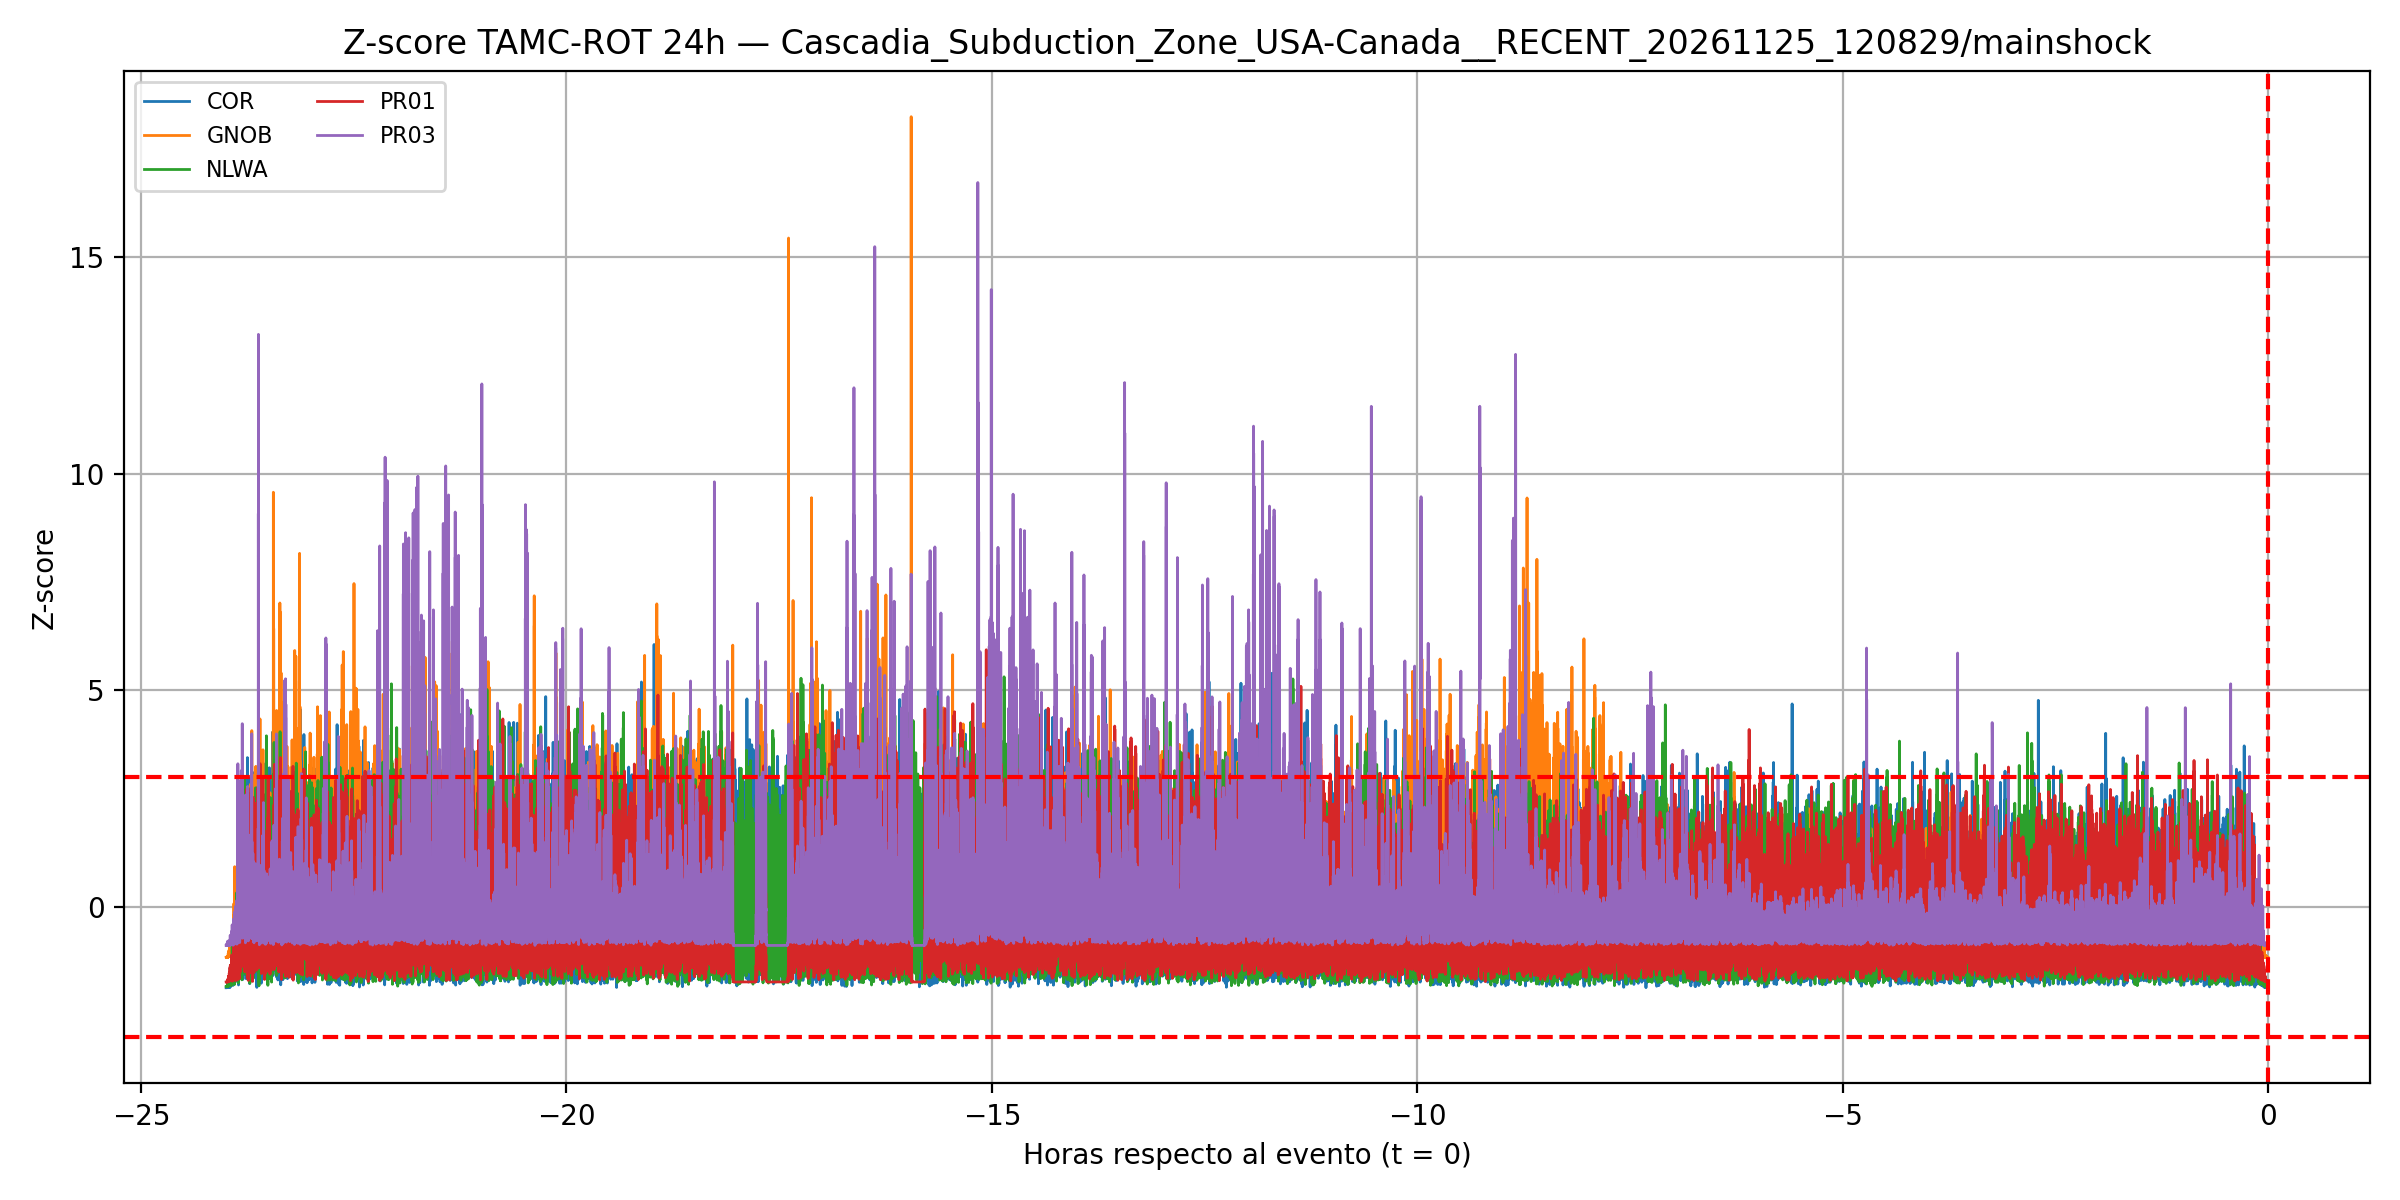 Z-score TAMC-ROT 24h — Cascadia_Subduction_Zone_USA-Canada__RECENT_20261125_120829/mainshock
COR
GNOB
NLWA
PR01
PR03
Z-score
15
10
5
0
−25
−20
−15
−10
−5
0
Horas respecto al evento (t = 0)